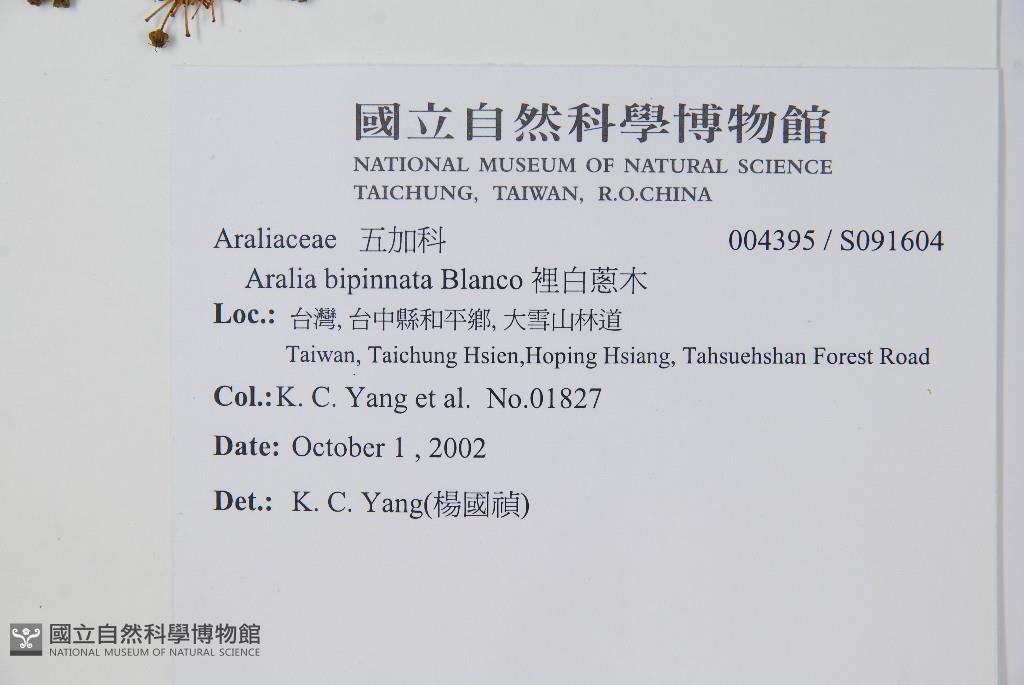 國立自然科學博物館
NATIONAL MUSEUM OF NATURAL SCIENCE
TAICHUNG, TAIWAN, R.O.CHINA
Araliaceae 五加科 004395 / S091604
Aralia bipinnata Blanco 裡白蔥木
Loc.: 台灣, 台中縣和平鄉, 大雪山林道
Taiwan, Taichung Hsien,Hoping Hsiang, Tahsuehshan Forest Road
Col.: K. C. Yang et al. No.01827
Date: October 1 , 2002
Det.: K. C. Yang(楊國禎)
國立自然科學博物館
NATIONAL MUSEUM OF NATURAL SCIENCE